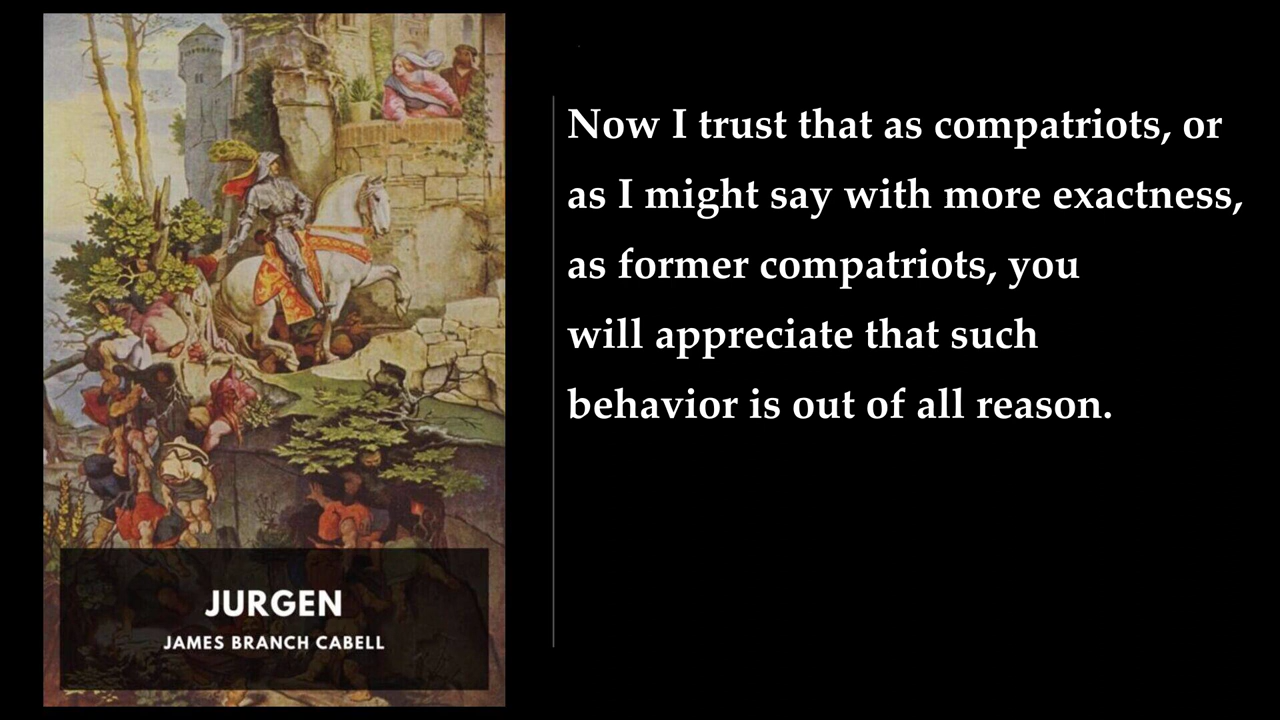 Now I trust that as compatriots, or
as I might say with more exactness,
as former compatriots, you
will appreciate that such
behavior is out of all reason.
JURGEN
JAMES BRANCH CABELL